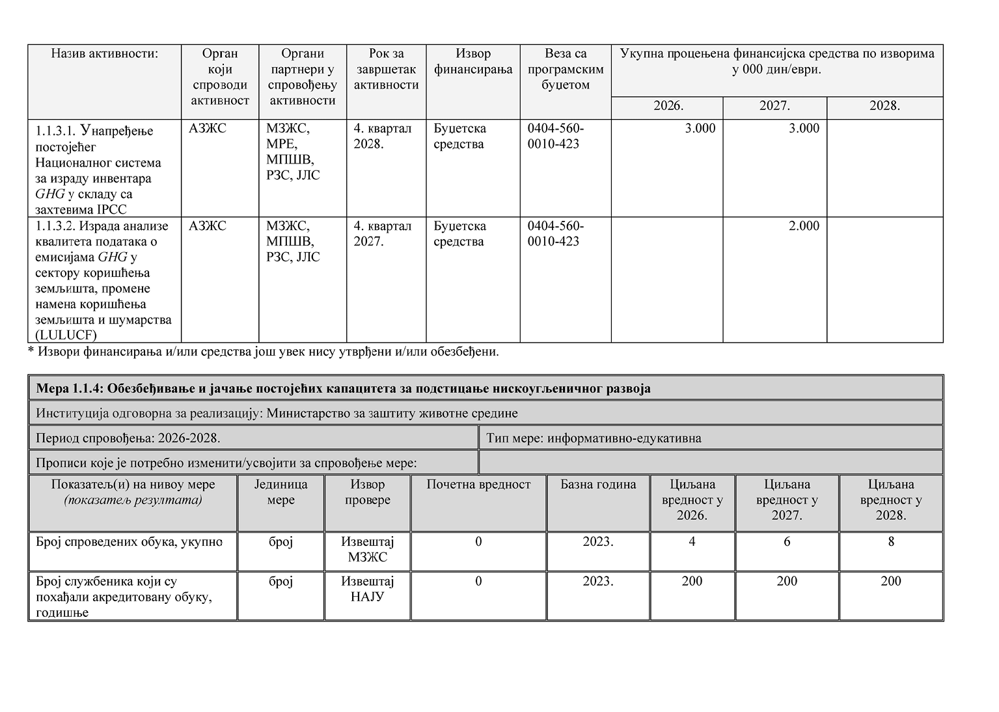 Назив активности:
Орган који спроводи активност
Органи партнери у спровођењу активности
Рок за завршетак активности
Извор финансирања
Веза са програмским буџетом
Укупна процењена финансијска средства по изворима у 000 дин/еври.
2026.
2027.
2028.
1.1.3.1. Унапређење
постојећег
Националног система
за израду инвентара
GHG у складу са
захтевима IPCC
АЗЖС
МЗЖС,
МРЕ,
МПШВ,
РЗС, ЈЛС
4. квартал
2028.
Буџетска
средства
0404-560-
0010-423
3.000
3.000
1.1.3.2. Израда анализе
квалитета података о
емисијама GHG у
сектору коришћења
земљишта, промене
намена коришћења
земљишта и шумарства
(LULUCF)
АЗЖС
МЗЖС,
МПШВ,
РЗС, ЈЛС
4. квартал
2027.
Буџетска
средства
0404-560-
0010-423
2.000
* Извори финансирања и/или средства још увек нису утврђени и/или обезбеђени.
Мера 1.1.4: Обезбеђивање и јачање постојећих капацитета за подстицање нискоугљеничног развоја
Институција одговорна за реализацију: Министарство за заштиту животне средине
Период спровођења: 2026-2028.
Тип мере: информативно-едукативна
Прописи које је потребно изменити/усвојити за спровођење мере:
Показатељ(и) на нивоу мере
(показатељ резултата)
Јединица
мере
Извор
провере
Почетна вредност
Базна година
Циљана
вредност у
2026.
Циљана
вредност у
2027.
Циљана
вредност у
2028.
Број спроведених обука, укупно
број
Извештај
МЗЖС
0
2023.
4
6
8
Број службеника који су
похађали акредитовану обуку,
годишње
број
Извештај
НАЈУ
0
2023.
200
200
200